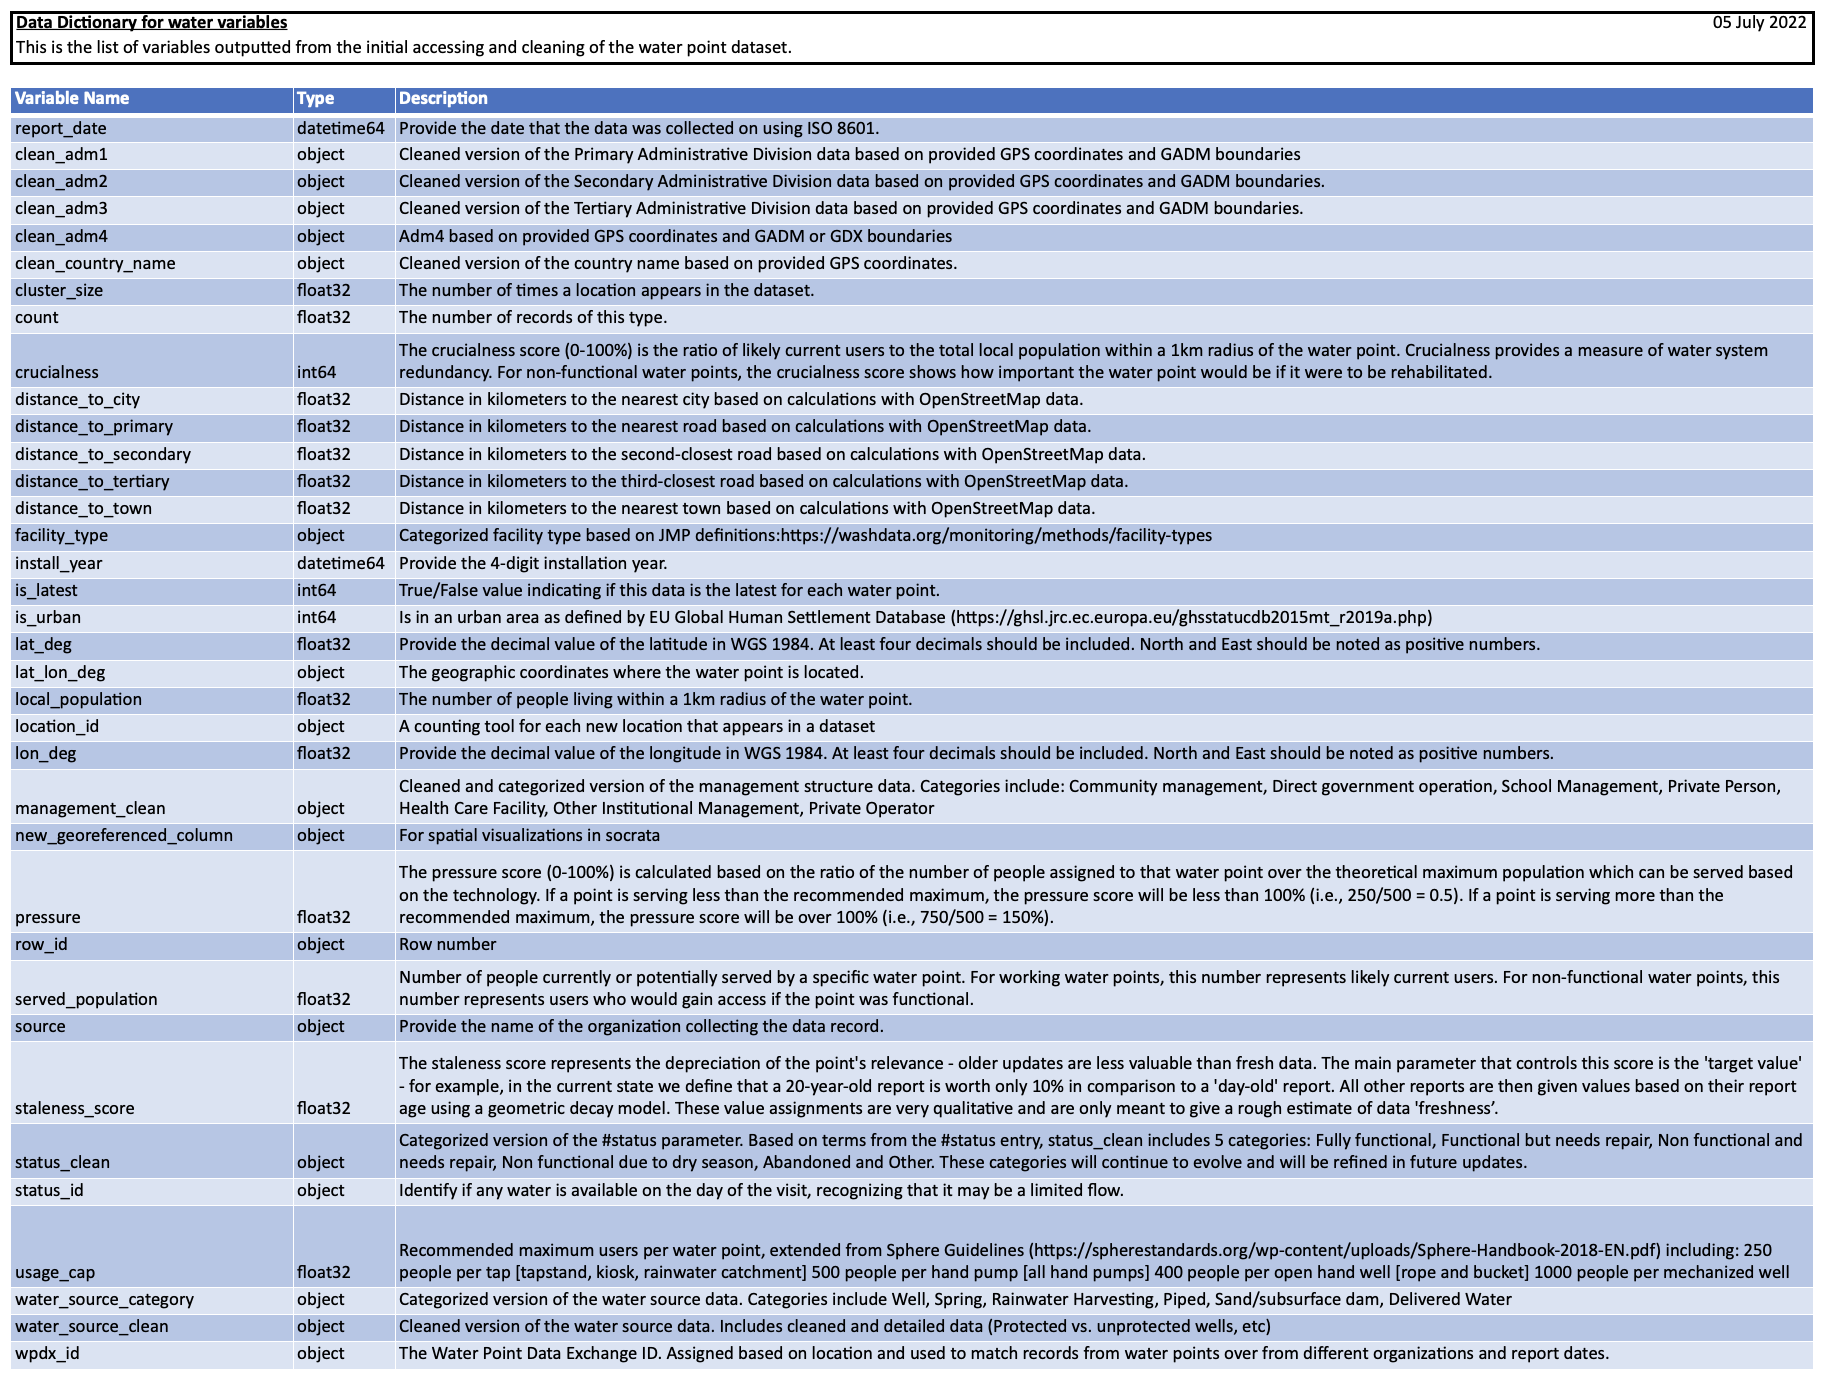 Data Dictionary for water variables 05 July 2022
This is the list of variables outputted from the initial accessing and cleaning of the water point dataset.
Variable Name Type Description
report_date datetime64 Provide the date that the data was collected on using ISO 8601.
clean_adm1 object Cleaned version of the Primary Administrative Division data based on provided GPS coordinates and GADM boundaries
clean_adm2 object Cleaned version of the Secondary Administrative Division data based on provided GPS coordinates and GADM boundaries.
clean_adm3 object Cleaned version of the Tertiary Administrative Division data based on provided GPS coordinates and GADM boundaries.
clean_adm4 object Adm4 based on provided GPS coordinates and GADM or GDX boundaries
clean_country_name object Cleaned version of the country name based on provided GPS coordinates.
cluster_size float32 The number of times a location appears in the dataset.
count float32 The number of records of this type.
The crucialness score (0-100%) is the ratio of likely current users to the total local population within a 1km radius of the water point. Crucialness provides a measure of water system
crucialness int64 redundancy. For non-functional water points, the crucialness score shows how important the water point would be if it were to be rehabilitated.
distance_to_city float32 Distance in kilometers to the nearest city based on calculations with OpenStreetMap data.
distance_to_primary float32 Distance in kilometers to the nearest road based on calculations with OpenStreetMap data.
distance_to_secondary float32 Distance in kilometers to the second-closest road based on calculations with OpenStreetMap data.
distance_to_tertiary float32 Distance in kilometers to the third-closest road based on calculations with OpenStreetMap data.
distance_to_town float32 Distance in kilometers to the nearest town based on calculations with OpenStreetMap data.
facility_type object Categorized facility type based on JMP definitions:https://washdata.org/monitoring/methods/facility-types
install_year datetime64 Provide the 4-digit installation year.
is_latest int64 True/False value indicating if this data is the latest for each water point.
is_urban int64 Is in an urban area as defined by EU Global Human Settlement Database (https://ghsl.jrc.ec.europa.eu/ghsstatucdb2015mt_r2019a.php)
lat_deg float32 Provide the decimal value of the latitude in WGS 1984. At least four decimals should be included. North and East should be noted as positive numbers.
lat_lon_deg object The geographic coordinates where the water point is located.
local_population float32 The number of people living within a 1km radius of the water point.
location_id object A counting tool for each new location that appears in a dataset
lon_deg float32 Provide the decimal value of the longitude in WGS 1984. At least four decimals should be included. North and East should be noted as positive numbers.
Cleaned and categorized version of the management structure data. Categories include: Community management, Direct government operation, School Management, Private Person,
management_clean object Health Care Facility, Other Institutional Management, Private Operator
new_georeferenced_column object For spatial visualizations in socrata
The pressure score (0-100%) is calculated based on the ratio of the number of people assigned to that water point over the theoretical maximum population which can be served based
on the technology. If a point is serving less than the recommended maximum, the pressure score will be less than 100% (i.e., 250/500 = 0.5). If a point is serving more than the
pressure float32 recommended maximum, the pressure score will be over 100% (i.e., 750/500 = 150%).
row_id object Row number
Number of people currently or potentially served by a specific water point. For working water points, this number represents likely current users. For non-functional water points, this
served_population float32 number represents users who would gain access if the point was functional.
source object Provide the name of the organization collecting the data record.
The staleness score represents the depreciation of the point's relevance - older updates are less valuable than fresh data. The main parameter that controls this score is the 'target value'
- for example, in the current state we define that a 20-year-old report is worth only 10% in comparison to a 'day-old' report. All other reports are then given values based on their report
staleness_score float32 age using a geometric decay model. These value assignments are very qualitative and are only meant to give a rough estimate of data 'freshness’.
Categorized version of the #status parameter. Based on terms from the #status entry, status_clean includes 5 categories: Fully functional, Functional but needs repair, Non functional and
status_clean object needs repair, Non functional due to dry season, Abandoned and Other. These categories will continue to evolve and will be refined in future updates.
status_id object Identify if any water is available on the day of the visit, recognizing that it may be a limited flow.
Recommended maximum users per water point, extended from Sphere Guidelines (https://spherestandards.org/wp-content/uploads/Sphere-Handbook-2018-EN.pdf) including: 250
usage_cap float32 people per tap [tapstand, kiosk, rainwater catchment] 500 people per hand pump [all hand pumps] 400 people per open hand well [rope and bucket] 1000 people per mechanized well
water_source_category object Categorized version of the water source data. Categories include Well, Spring, Rainwater Harvesting, Piped, Sand/subsurface dam, Delivered Water
water_source_clean object Cleaned version of the water source data. Includes cleaned and detailed data (Protected vs. unprotected wells, etc)
wpdx_id object The Water Point Data Exchange ID. Assigned based on location and used to match records from water points over from different organizations and report dates.